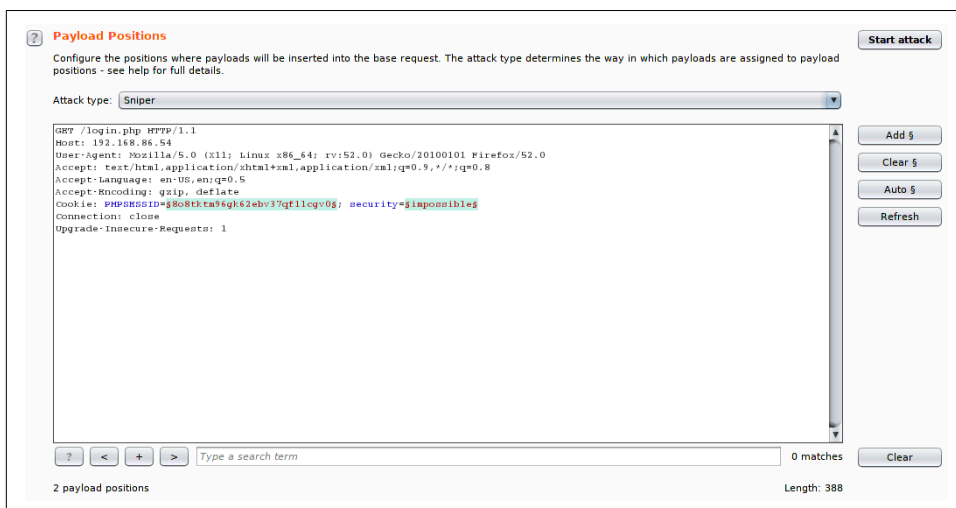 ? Payload Positions
Start attack
Configure the positions where payloads will be inserted into the base request. The attack type determines the way in which payloads are assigned to payload
positions - see help for full details.
Attack type: Sniper
GET /login.php HTTP/1.1
Host: 192.168.86.54
User-Agent: Mozilla/5.0 (X11; Linux x86_64; rv:52.0) Gecko/20100101 Firefox/52.0
Accept: text/html,application/xhtml+xml,application/xml;q=0.9,*/*;q=0.8
Accept-Language: en-US,en;q=0.5
Accept-Encoding: gzip, deflate
Cookie: PHPSESSID=§8o8tktm96gk62ebv37qf11cgv0§; security=§impossible§
Connection: close
Upgrade-Insecure-Requests: 1
Add §
Clear §
Auto §
Refresh
? < + > Type a search term 0 matches Clear
2 payload positions Length: 388